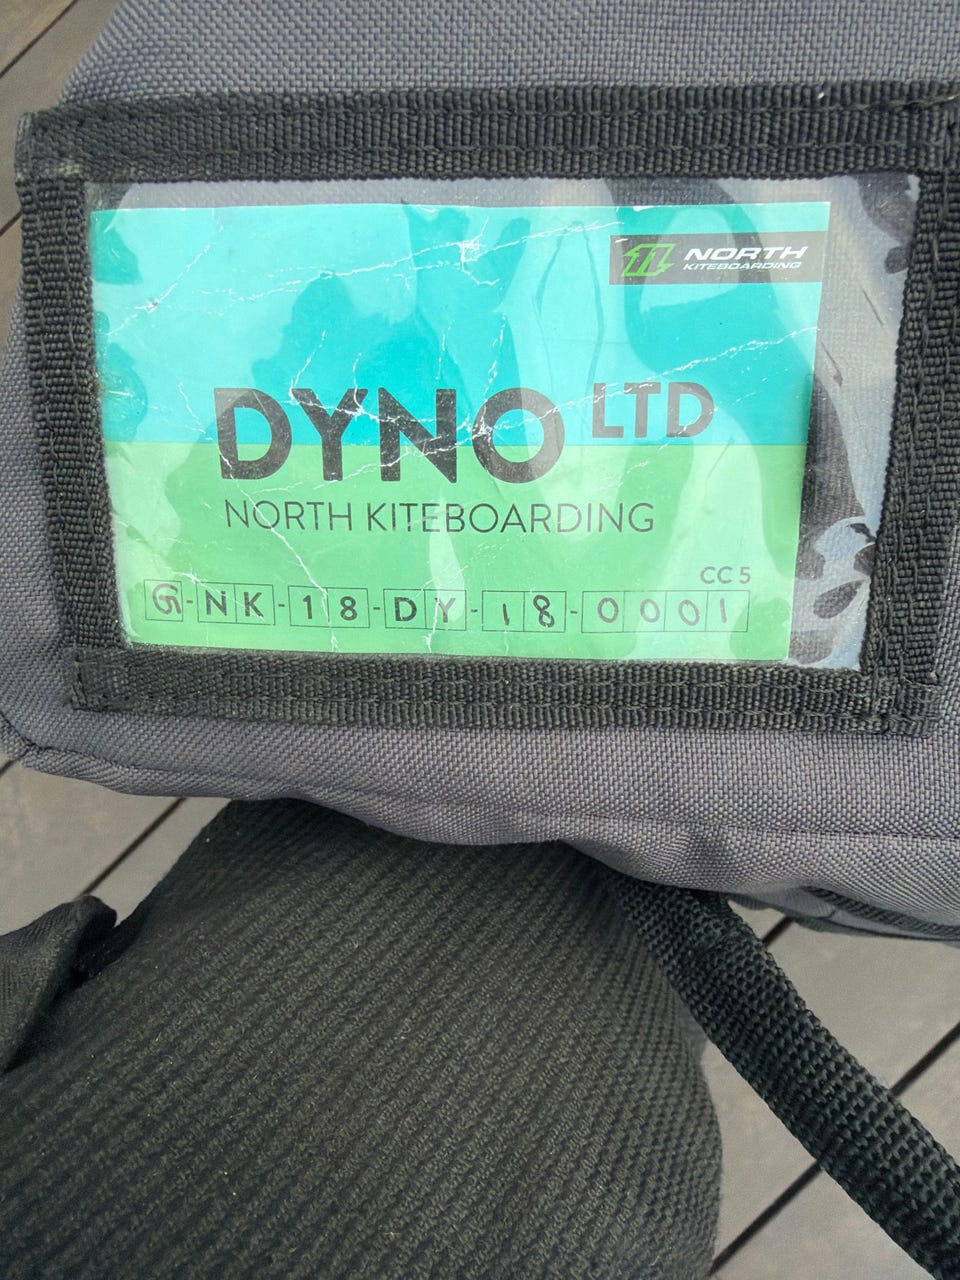 NORTH
KITEBOARDING
DYNO LTD
NORTH KITEBOARDING
CC 5
G-NK-18-DY-18-0001